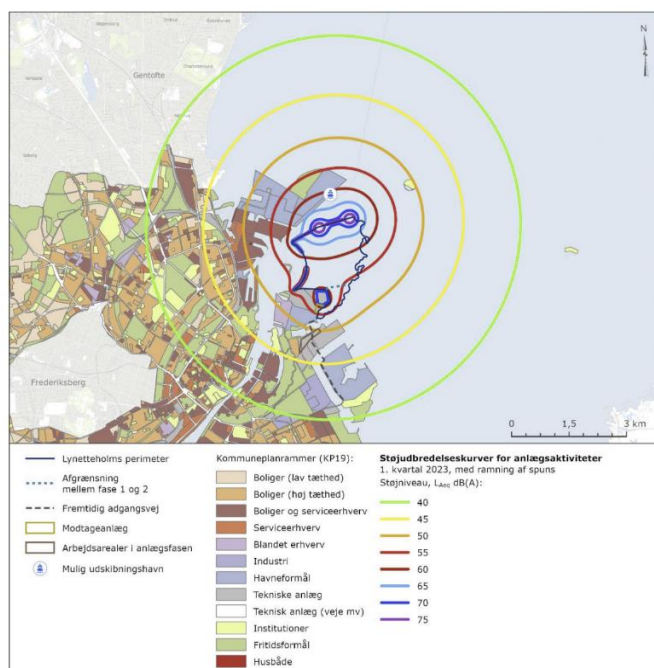 Gentofte
N
Frederiksberg
0 1,5 3 km
Lynetteholms perimeter
Afgrænsning
mellem fase 1 og 2
Fremtidig adgangsvej
Modtageanlæg
Arbejdsarealer i anlægsfasen
Mulig udskibningshavn
Kommuneplanrammer (KP19):
Boliger (lav tæthed)
Boliger (høj tæthed)
Boliger og serviceerhverv
Serviceerhverv
Blandet erhverv
Industri
Havneformål
Tekniske anlæg
Teknisk anlæg (veje mv)
Institutioner
Fritidsformål
Husbåde
Støjudbredelseskurver for anlægsaktiviteter
1. kvartal 2023, med ramning af spuns
Støjniveau, LAeq dB(A):
40
45
50
55
60
65
70
75